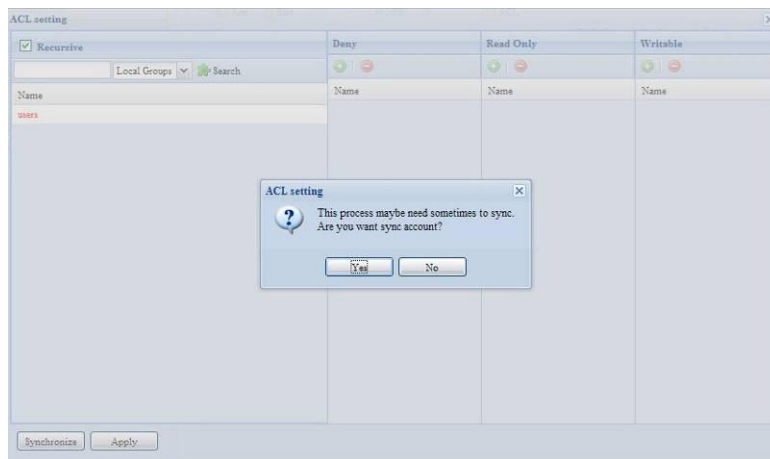 ACL setting
Recursive
Deny
Read Only
Writable
Local Groups
Search
Name
Name
Name
Name
users
ACL setting
This process maybe need sometimes to sync.
Are you want sync account?
Yes
No
Synchronize
Apply